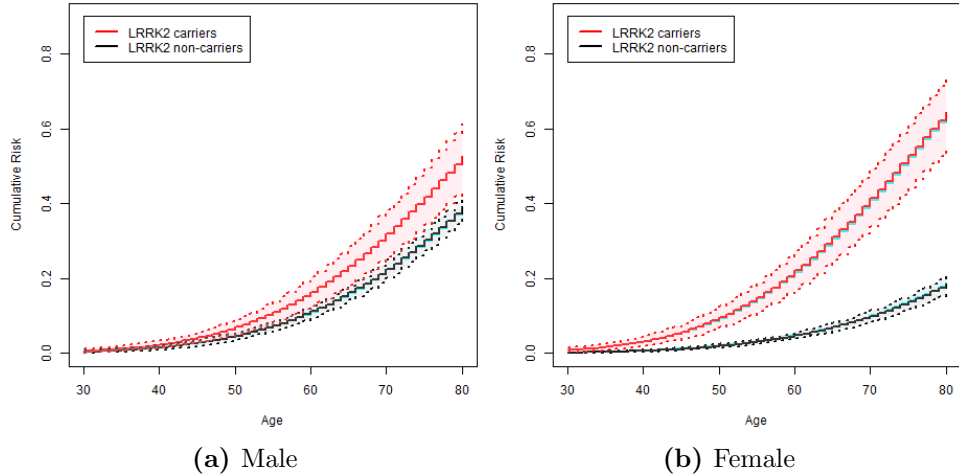 LRRK2 carriers
LRRK2 non-carriers
Cumulative Risk
0.8
0.6
0.4
0.2
0.0
30 40 50 60 70 80
Age
(a) Male
LRRK2 carriers
LRRK2 non-carriers
Cumulative Risk
0.8
0.6
0.4
0.2
0.0
30 40 50 60 70 80
Age
(b) Female